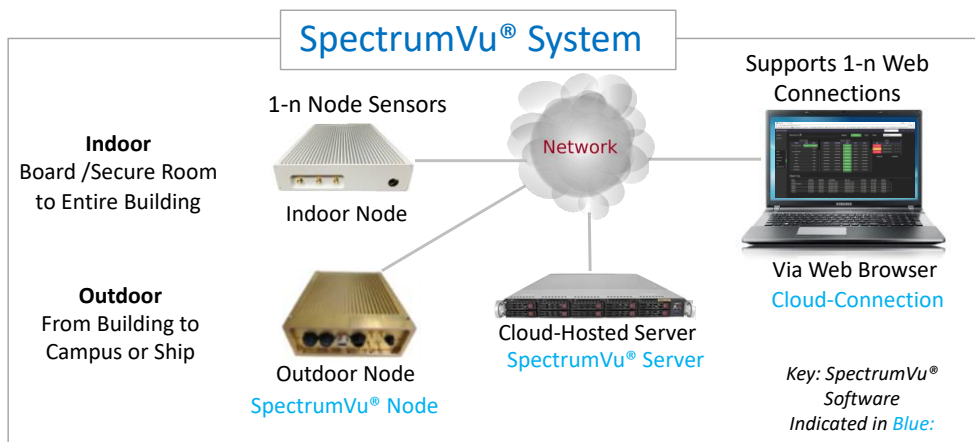 SpectrumVu® System
Supports 1-n Web
Connections
1-n Node Sensors
Network
Indoor
Board /Secure Room
to Entire Building
Indoor Node
Via Web Browser
Cloud-Connection
Outdoor
From Building to
Campus or Ship
Cloud-Hosted Server
SpectrumVu® Server
Outdoor Node
SpectrumVu® Node
Key: SpectrumVu®
Software
Indicated in Blue: